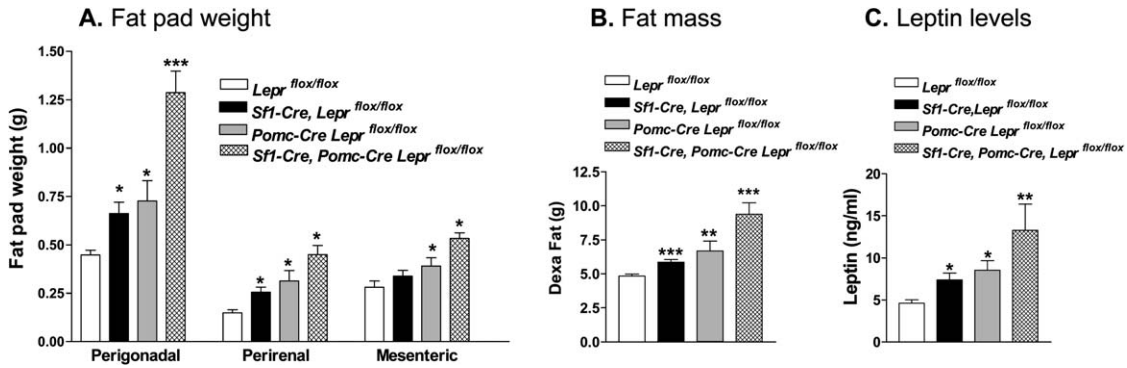 A. Fat pad weight
Fat pad weight (g)
1.50
1.25
1.00
0.75
0.50
0.25
0.00
***
*
*
*
*
*
*
*
Lepr flox/flox
Sf1-Cre, Lepr flox/flox
Pomc-Cre Lepr flox/flox
Sf1-Cre, Pomc-Cre Lepr flox/flox
Perigonadal
Perirenal
Mesenteric
B. Fat mass
Lepr flox/flox
Sf1-Cre, Lepr flox/flox
Pomc-Cre Lepr flox/flox
Sf1-Cre, Pomc-Cre Lepr flox/flox
Dexa Fat (g)
12.5
10.0
7.5
5.0
2.5
0.0
***
**
***
C. Leptin levels
Lepr flox/flox
Sf1-Cre,Lepr flox/flox
Pomc-Cre Lepr flox/flox
Sf1-Cre, Pomc-Cre, Lepr flox/flox
Leptin (ng/ml)
20
15
10
5
0
*
*
**